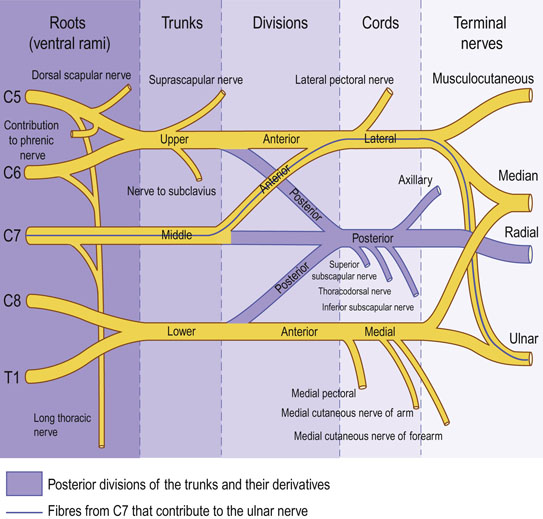 Roots
(ventral rami)
Trunks
Divisions
Cords
Terminal
nerves
Dorsal scapular nerve
Suprascapular nerve
Lateral pectoral nerve
Musculocutaneous
C5
Contribution
to phrenic
nerve
Upper
Anterior
Lateral
C6
Nerve to subclavius
Anterior
Posterior
Axillary
Median
C7
Middle
Posterior
Radial
Superior
subscapular nerve
Thoracodorsal nerve
Inferior subscapular nerve
Posterior
C8
Lower
Anterior
Medial
Ulnar
T1
Long thoracic
nerve
Medial pectoral
Medial cutaneous nerve of arm
Medial cutaneous nerve of forearm
Posterior divisions of the trunks and their derivatives
Fibres from C7 that contribute to the ulnar nerve